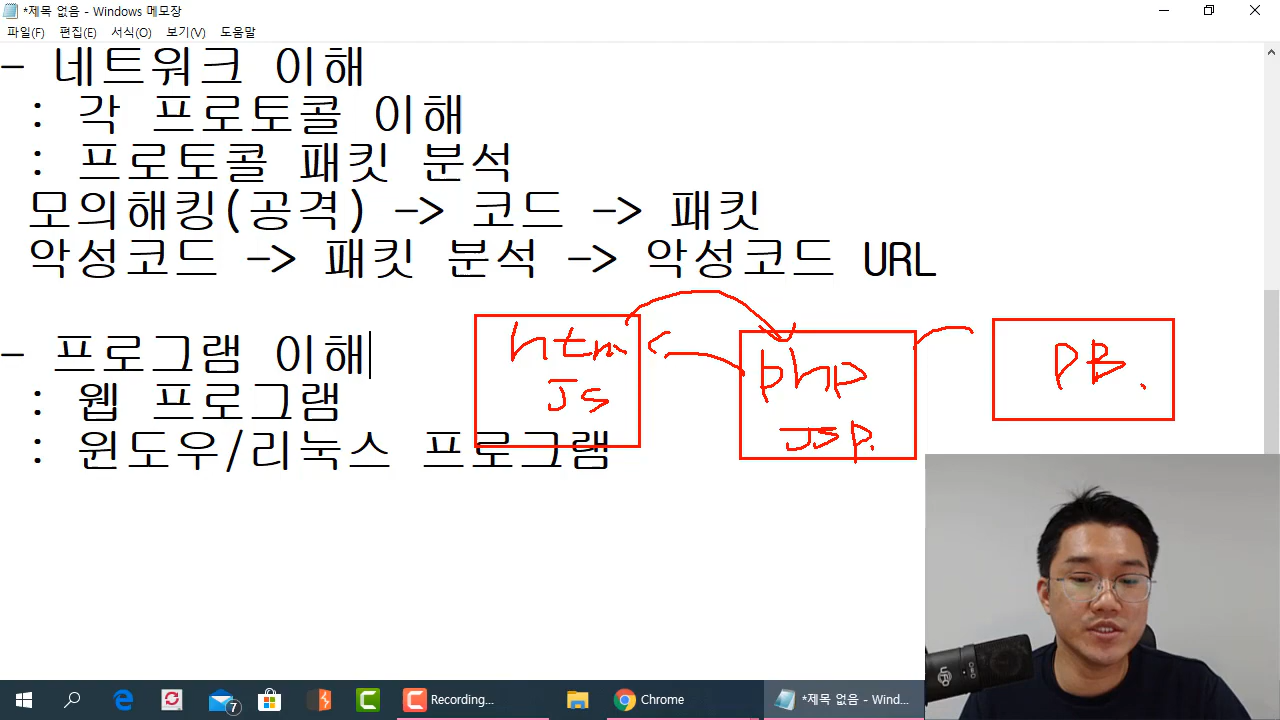 *제목 없음 - Windows 메모장
파일(F) 편집(E) 서식(O) 보기(V) 도움말
- 네트워크 이해
: 각 프로토콜 이해
: 프로토콜 패킷 분석
모의해킹(공격) -> 코드 -> 패킷
악성코드 -> 패킷 분석 -> 악성코드 URL
- 프로그램 이해
: 웹 프로그램
: 윈도우/리눅스 프로그램
htm
JS
php
JSP.
DB.
7
Recording...
Chrome
*제목 없음 - Wind...